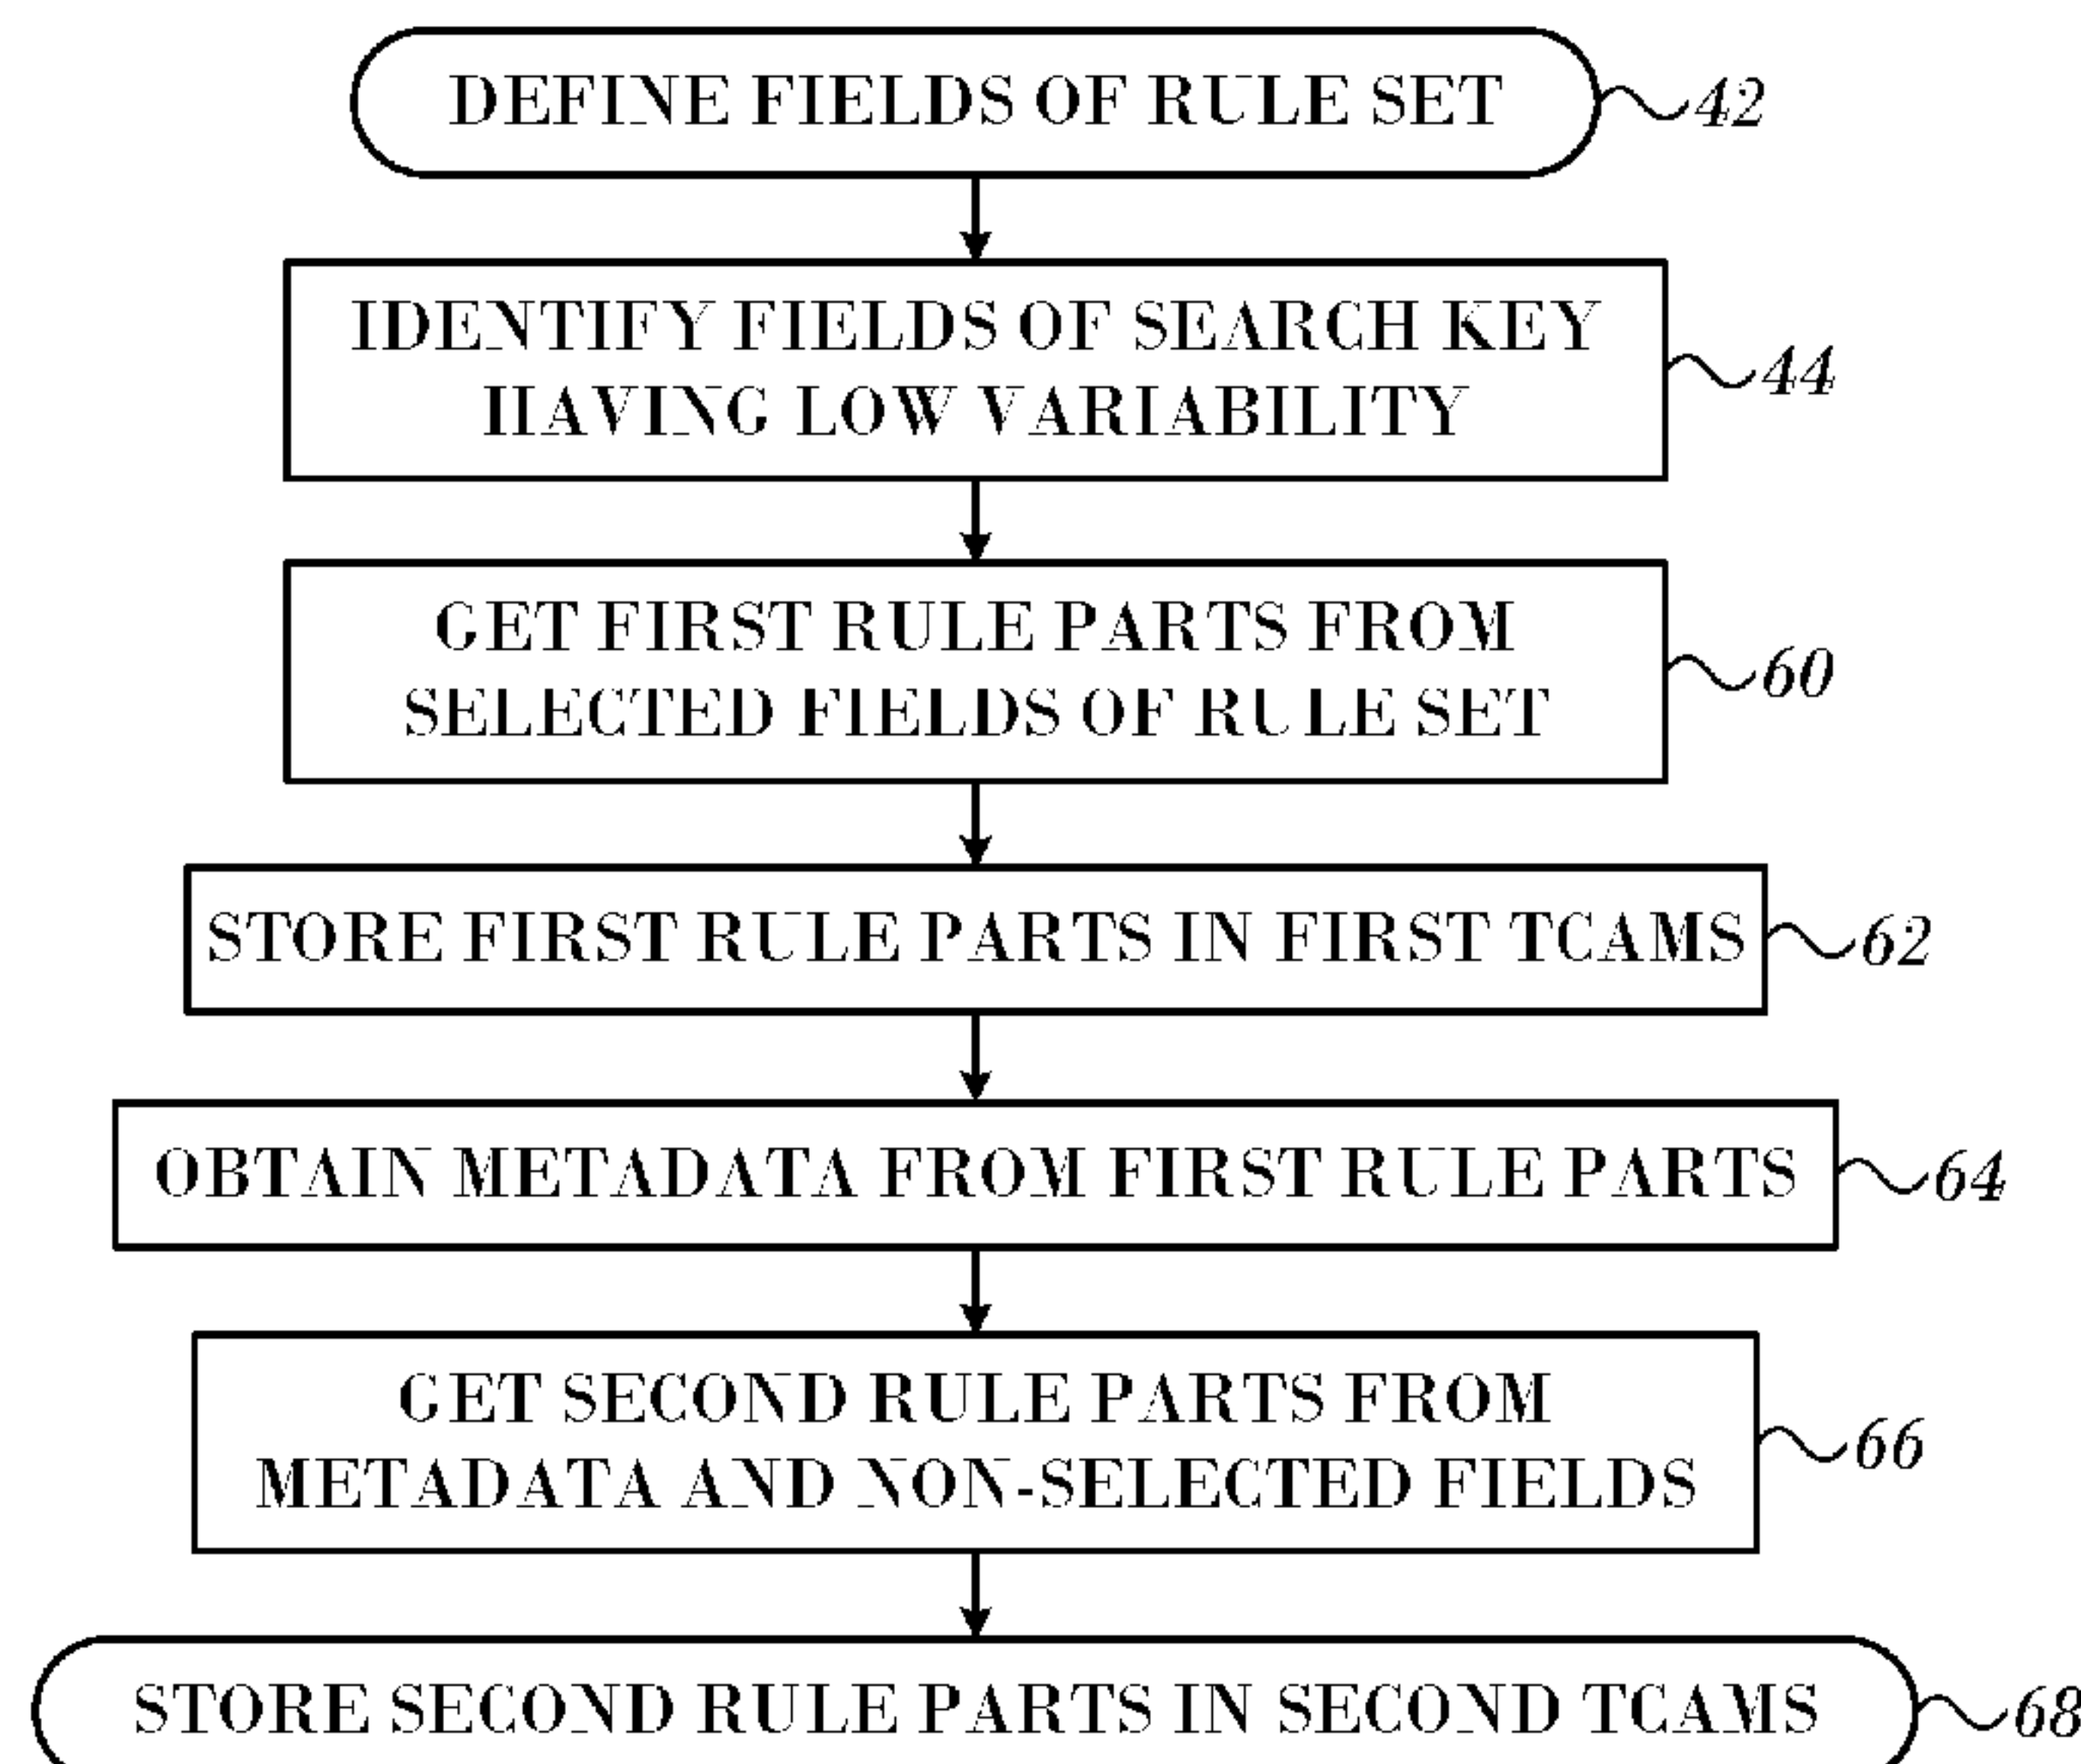 DEFINE FIELDS OF RULE SET
42
IDENTIFY FIELDS OF SEARCH KEY
HAVING LOW VARIABILITY
44
GET FIRST RULE PARTS FROM
SELECTED FIELDS OF RULE SET
60
STORE FIRST RULE PARTS IN FIRST TCAMS
62
OBTAIN METADATA FROM FIRST RULE PARTS
64
GET SECOND RULE PARTS FROM
METADATA AND NON-SELECTED FIELDS
66
STORE SECOND RULE PARTS IN SECOND TCAMS
68